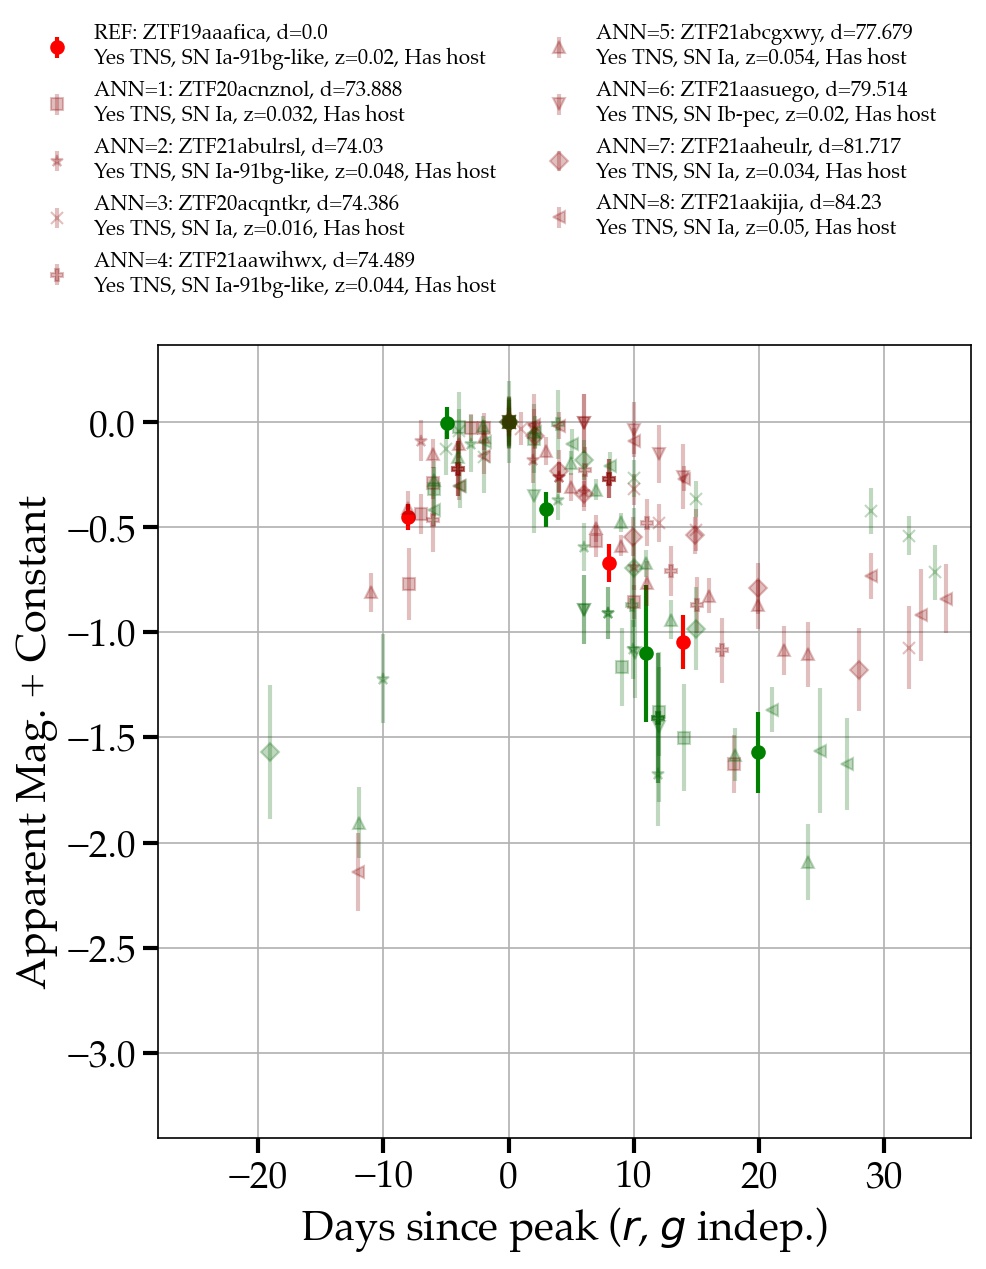 REF: ZTF19aaafica, d=0.0
Yes TNS, SN Ia-91bg-like, z=0.02, Has host
ANN=1: ZTF20acnznol, d=73.888
Yes TNS, SN Ia, z=0.032, Has host
ANN=2: ZTF21abulrsl, d=74.03
Yes TNS, SN Ia-91bg-like, z=0.048, Has host
ANN=3: ZTF20acqntkr, d=74.386
Yes TNS, SN Ia, z=0.016, Has host
ANN=4: ZTF21aawihwx, d=74.489
Yes TNS, SN Ia-91bg-like, z=0.044, Has host
ANN=5: ZTF21abcgxwy, d=77.679
Yes TNS, SN Ia, z=0.054, Has host
ANN=6: ZTF21aasuego, d=79.514
Yes TNS, SN Ib-pec, z=0.02, Has host
ANN=7: ZTF21aaheulr, d=81.717
Yes TNS, SN Ia, z=0.034, Has host
ANN=8: ZTF21aakijia, d=84.23
Yes TNS, SN Ia, z=0.05, Has host
Apparent Mag. + Constant
0.0
−0.5
−1.0
−1.5
−2.0
−2.5
−3.0
−20 −10 0 10 20 30
Days since peak (r, g indep.)